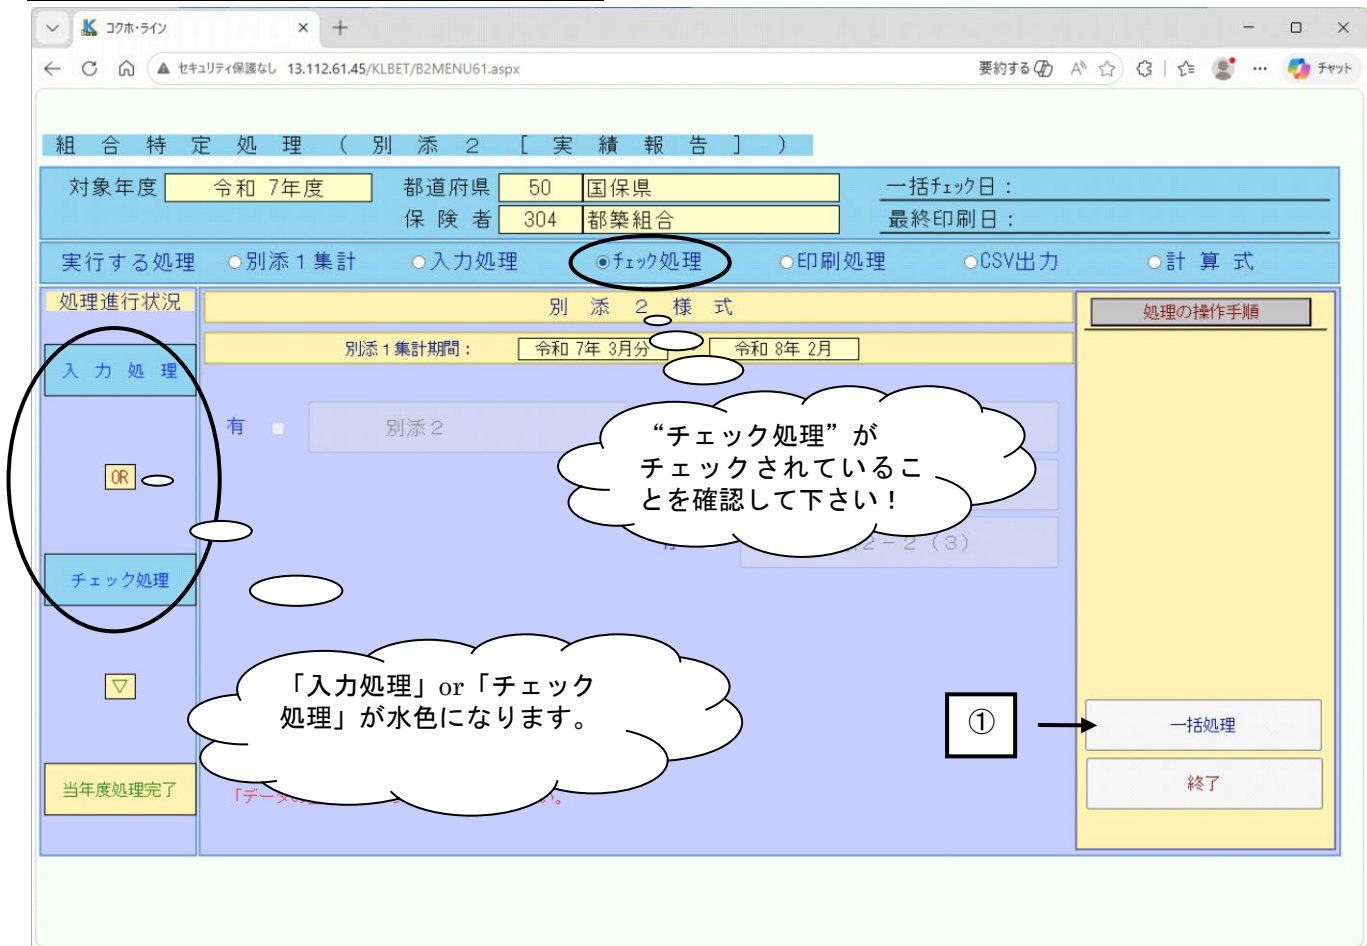 コクホ・ライン
セキュリティ保護なし 13.112.61.45/KLBET/B2MENU61.aspx 要約する チャット
組合特定処理(別添2[実績報告])
対象年度 令和 7年度 都道府県 50 国保県 一括チェック日:
保険者 304 都築組合 最終印刷日:
実行する処理 ○別添1集計 ○入力処理 ◉チェック処理 ○印刷処理 ○CSV出力 ○計算式
処理進行状況
別添2様式
処理の操作手順
別添1集計期間: 令和 7年 3月分 令和 8年 2月
入力処理
有 別添2
“チェック処理”が
チェックされているこ
とを確認して下さい!
OR
2-2(3)
チェック処理
「入力処理」or「チェック
処理」が水色になります。
▽
① 一括処理
当年度処理完了
終了
「データの
い。